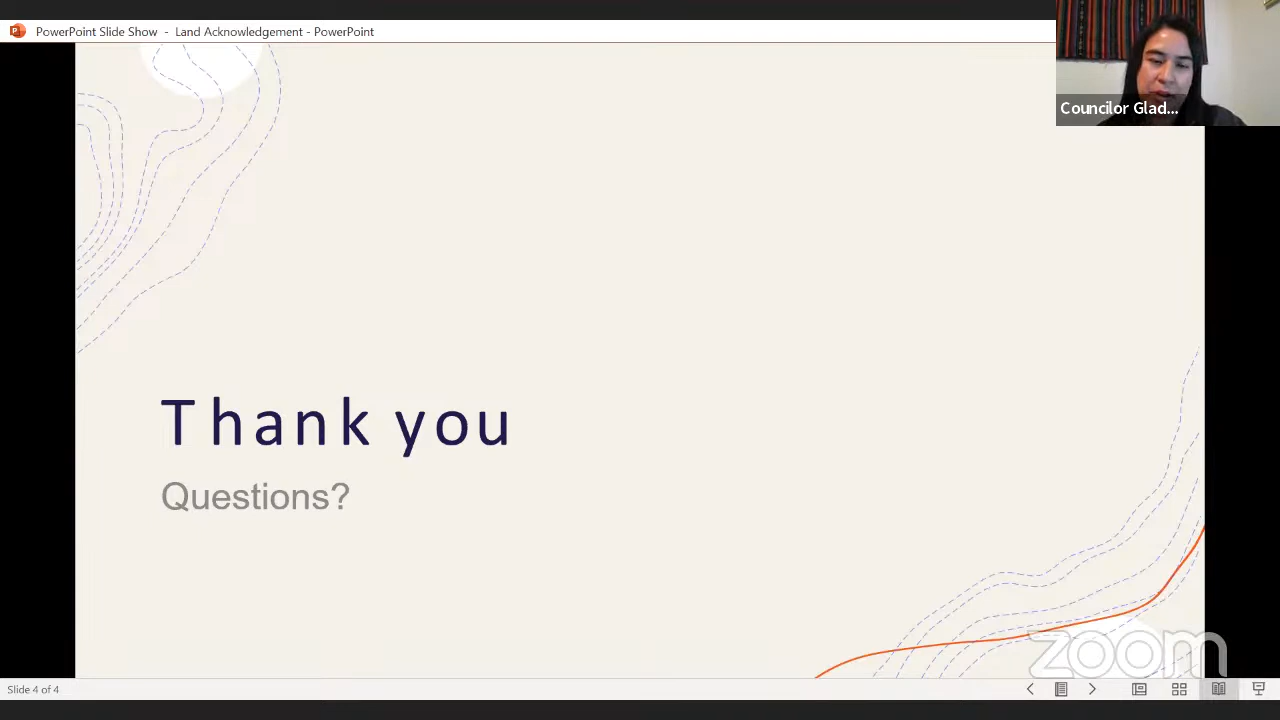 PowerPoint Slide Show - Land Acknowledgement - PowerPoint
Councilor Glad...
Thank you
Questions?
zoom
Slide 4 of 4